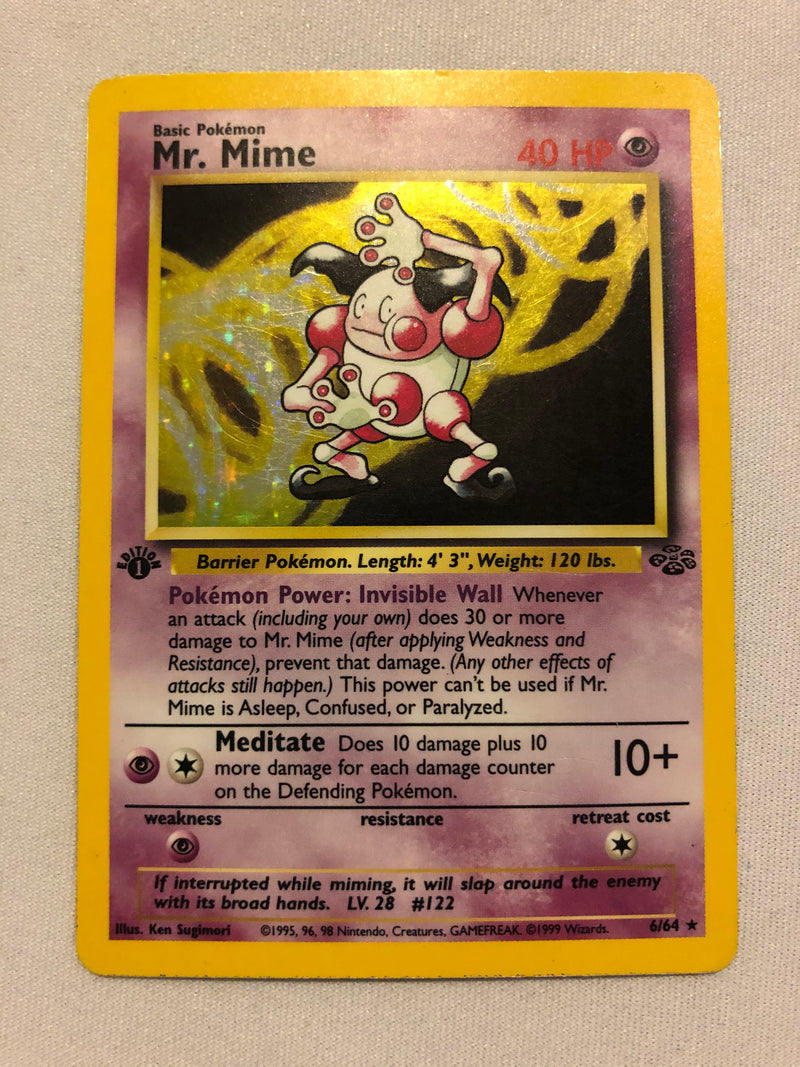 Basic Pokémon
Mr. Mime
40 HP
EDITION
1
Barrier Pokémon. Length: 4' 3", Weight: 120 lbs.
Pokémon Power: Invisible Wall Whenever
an attack (including your own) does 30 or more
damage to Mr. Mime (after applying Weakness and
Resistance), prevent that damage. (Any other effects of
attacks still happen.) This power can't be used if Mr.
Mime is Asleep, Confused, or Paralyzed.
Meditate Does 10 damage plus 10
more damage for each damage counter
on the Defending Pokémon.
10+
weakness
resistance
retreat cost
If interrupted while miming, it will slap around the enemy
with its broad hands. LV. 28 #122
Illus. Ken Sugimori
©1995, 96, 98 Nintendo, Creatures, GAMEFREAK. ©1999 Wizards.
6/64 ★